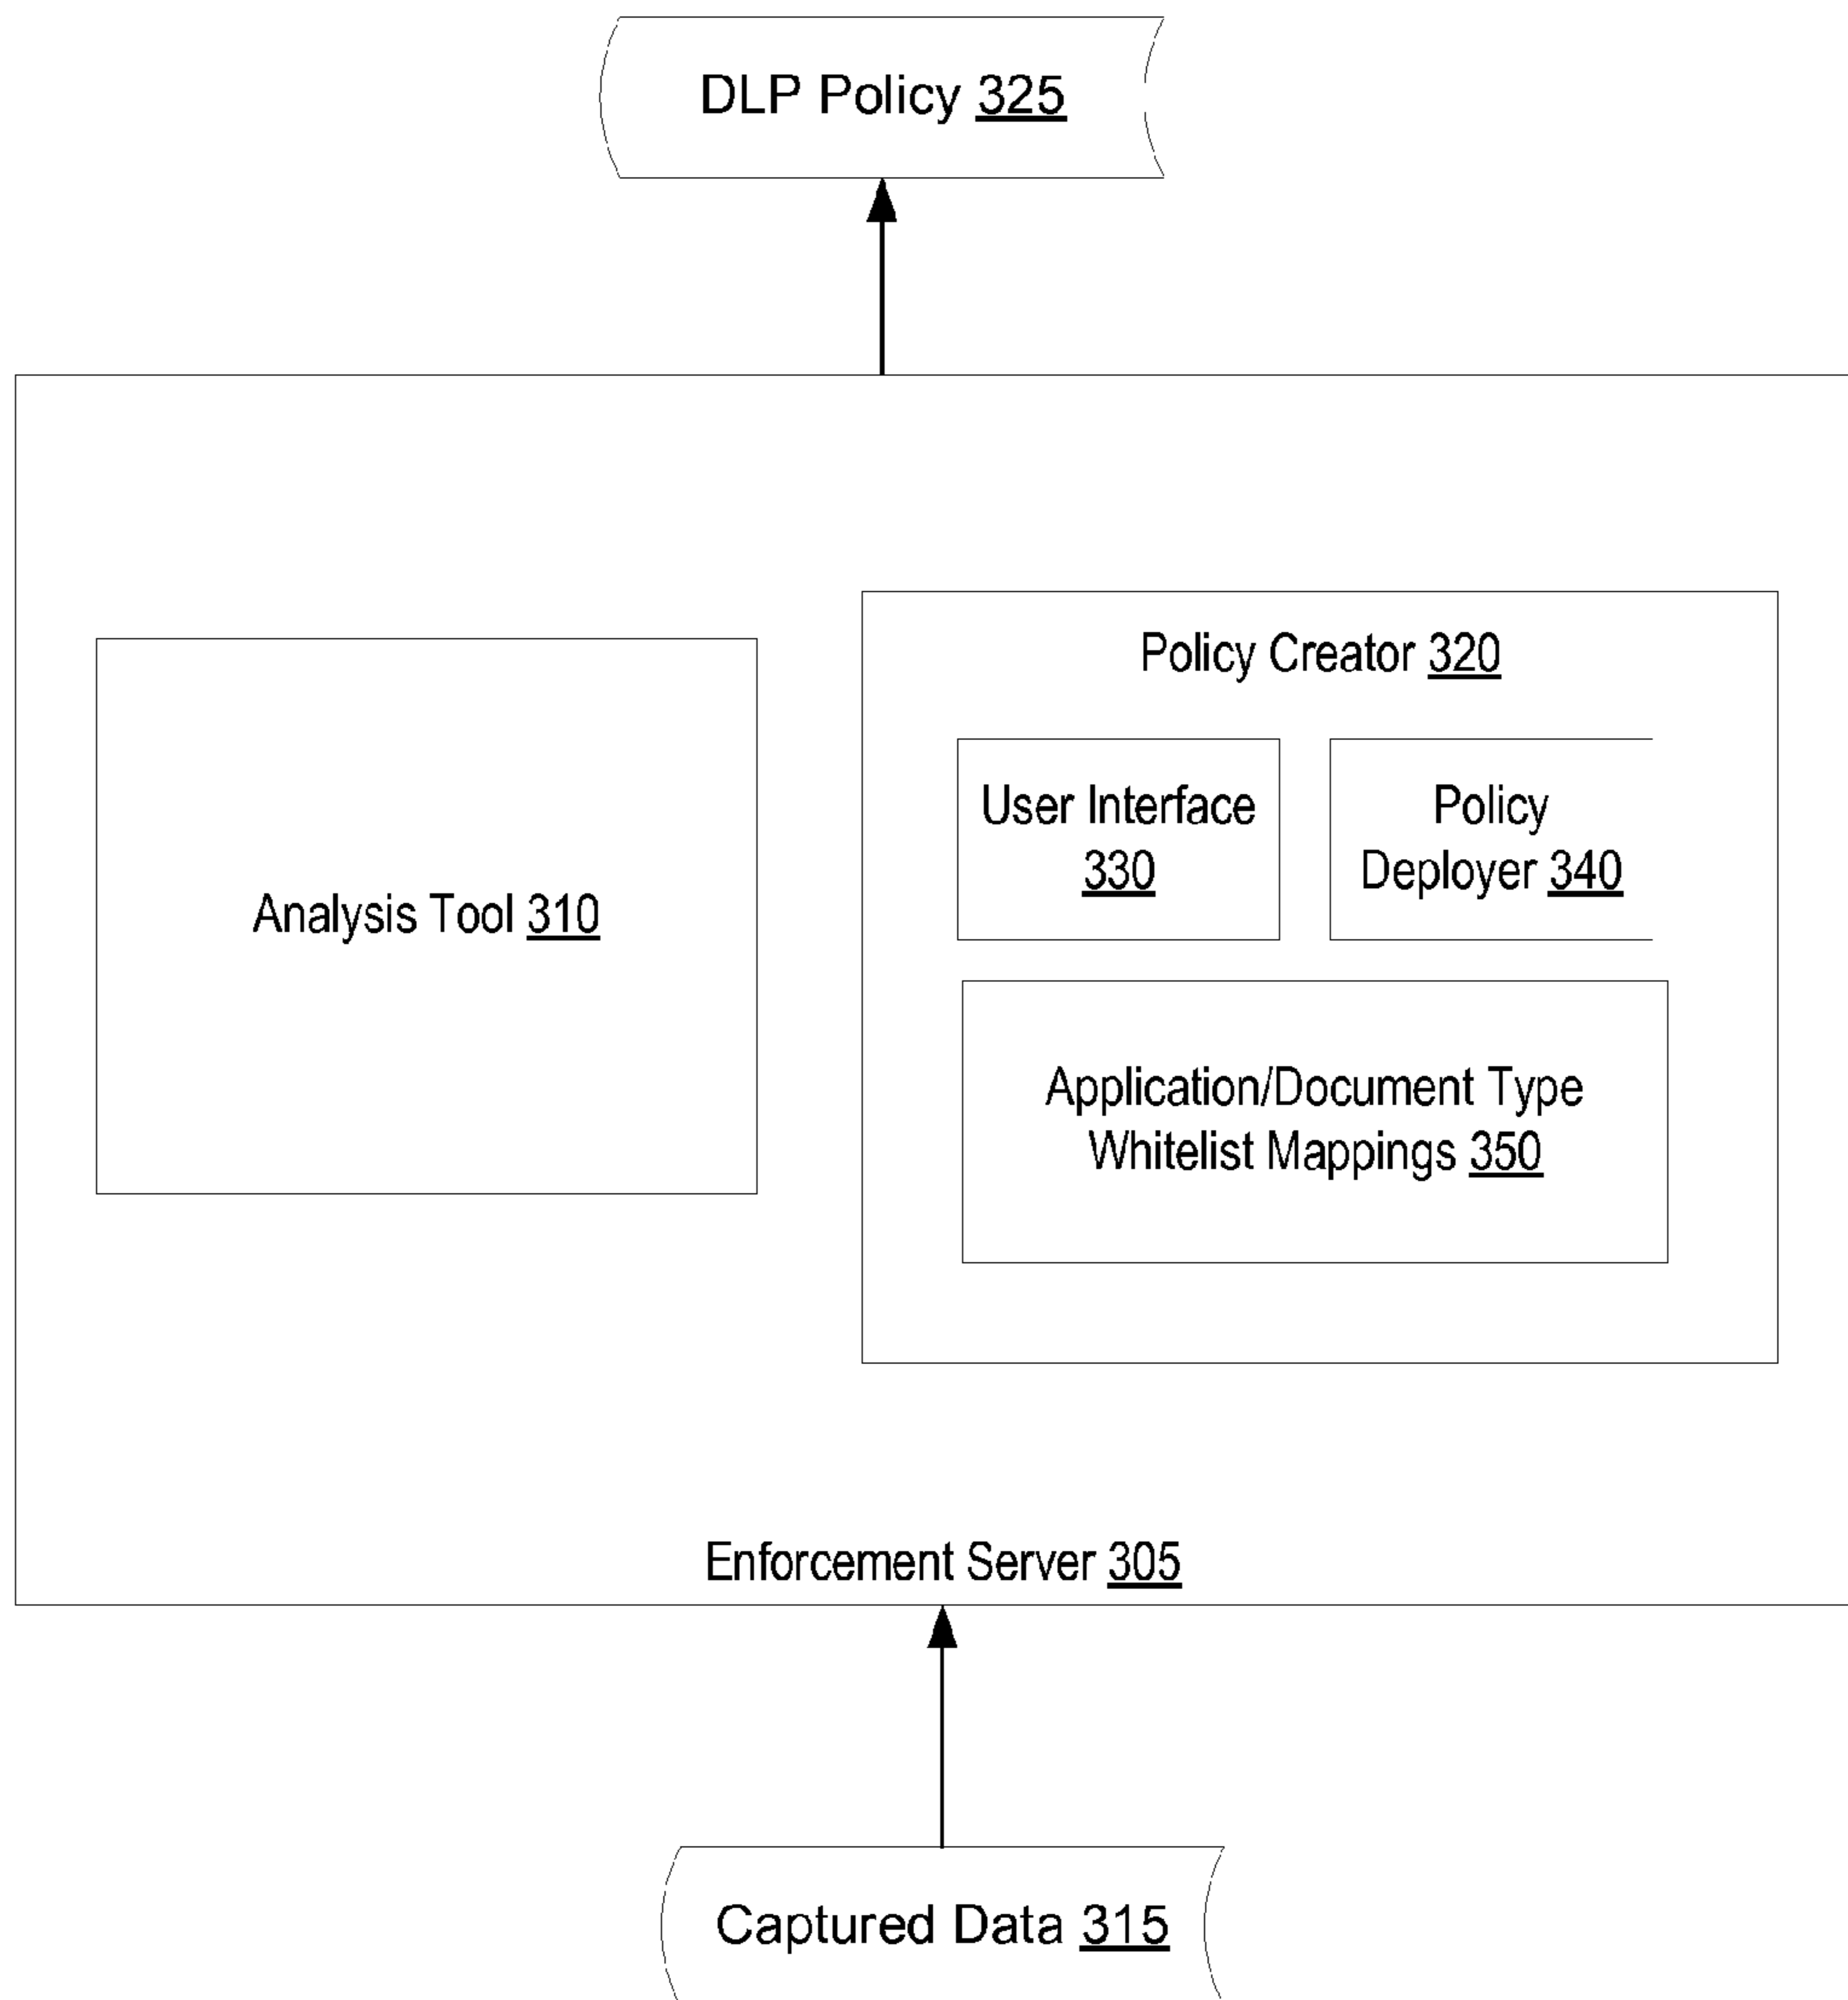 DLP Policy 325
Policy Creator 320
User Interface
330
Policy
Deployer 340
Analysis Tool 310
Application/Document Type
Whitelist Mappings 350
Enforcement Server 305
Captured Data 315